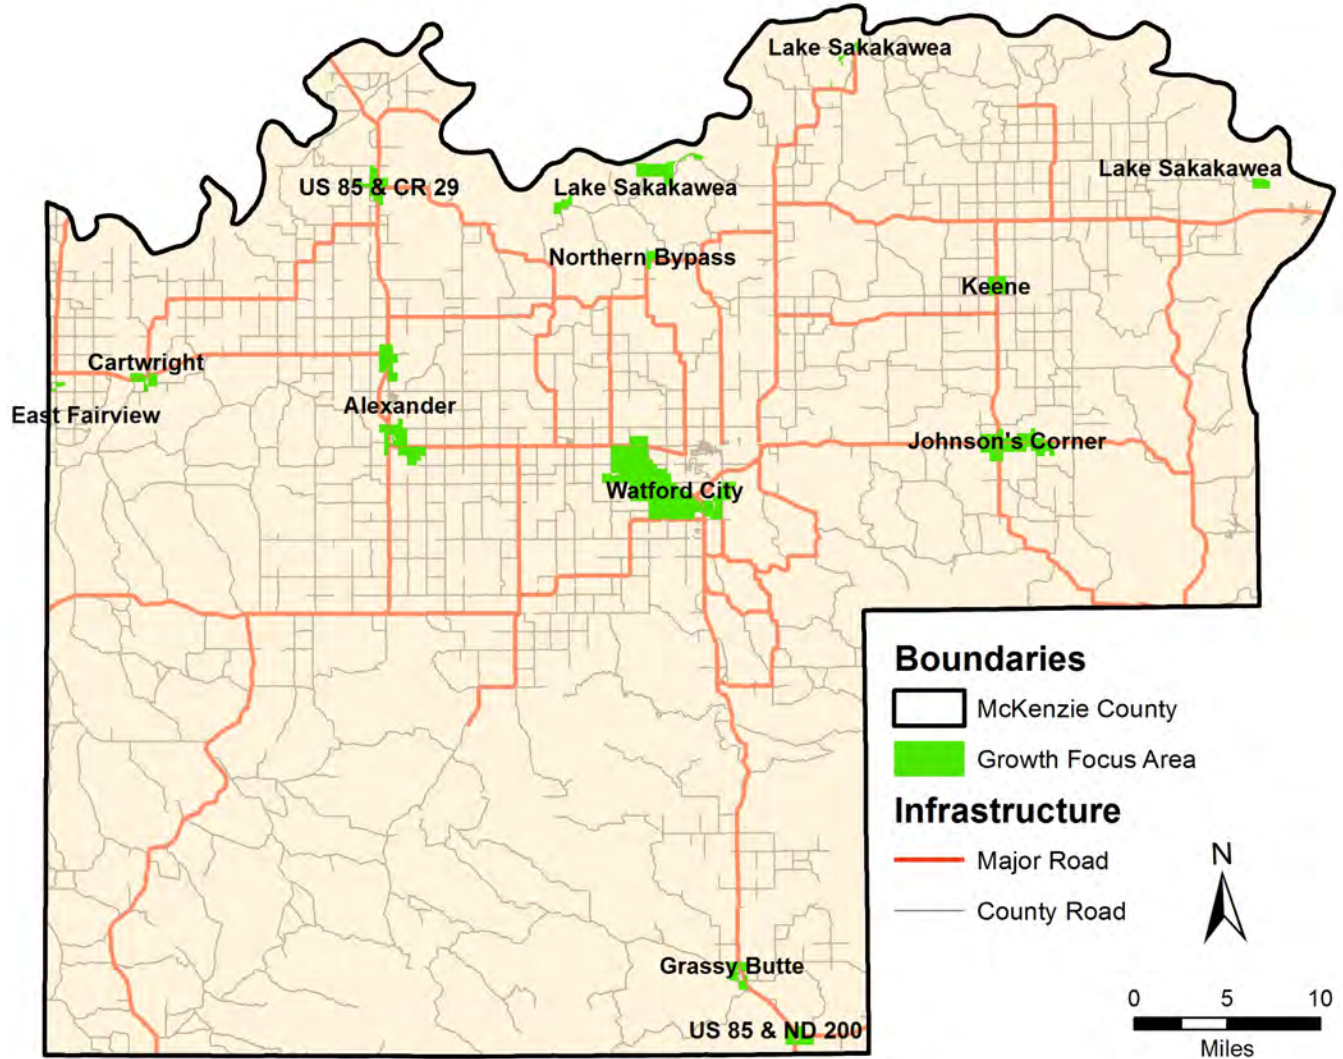 Lake Sakakawea
Lake Sakakawea
US 85 & CR 29
Lake Sakakawea
Northern Bypass
Keene
Cartwright
Alexander
East Fairview
Johnson's Corner
Watford City
Boundaries
McKenzie County
Growth Focus Area
Infrastructure
Major Road
County Road
N
Grassy Butte
US 85 & ND 200
0 5 10
Miles